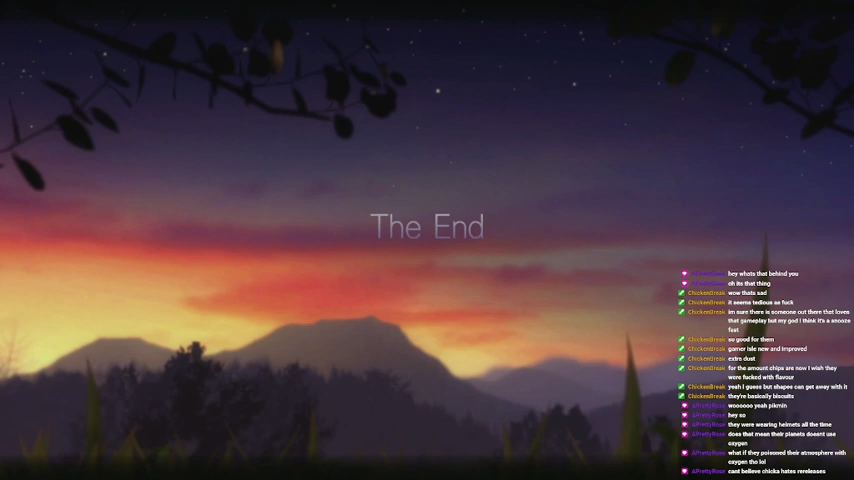 The End
APrettyRose hey whats that behind you
APrettyRose oh its that thing
ChickenBreak wow thats sad
ChickenBreak it seems tedious ae fuck
ChickenBreak im sure there is someone out there that loves
that gameplay but my god i think it's a snooze
fest
ChickenBreak so good for them
ChickenBreak gamer isle new and improved
ChickenBreak extra dust
ChickenBreak for the amount chips are now I wish they
were fucked with flavour
ChickenBreak yeah I guess but shapes can get away with it
ChickenBreak they're basically biscuits
APrettyRose woooooo yeah pikmin
APrettyRose hey so
APrettyRose they were wearing helmets all the time
APrettyRose does that mean their planets doesnt use
oxygen
APrettyRose what if they poisoned their atmosphere with
oxygen tho lol
APrettyRose cant believe chicka hates rereleases